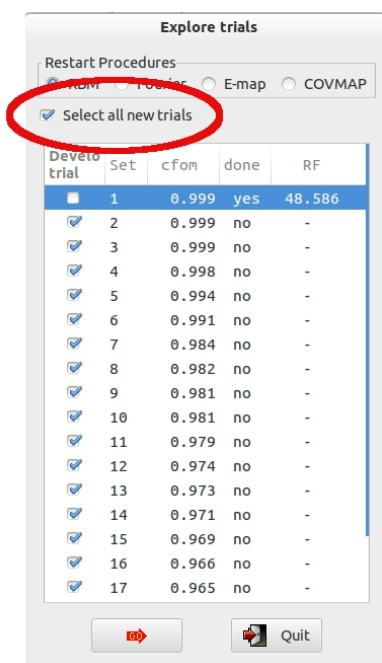 Explore trials
Restart Procedures
RBM Fourier E-map COVMAP
Select all new trials
Develo trial Set cfom done RF
1 0.999 yes 48.586
2 0.999 no -
3 0.999 no -
4 0.998 no -
5 0.994 no -
6 0.991 no -
7 0.984 no -
8 0.982 no -
9 0.981 no -
10 0.981 no -
11 0.979 no -
12 0.974 no -
13 0.973 no -
14 0.971 no -
15 0.969 no -
16 0.966 no -
17 0.965 no -
GO Quit